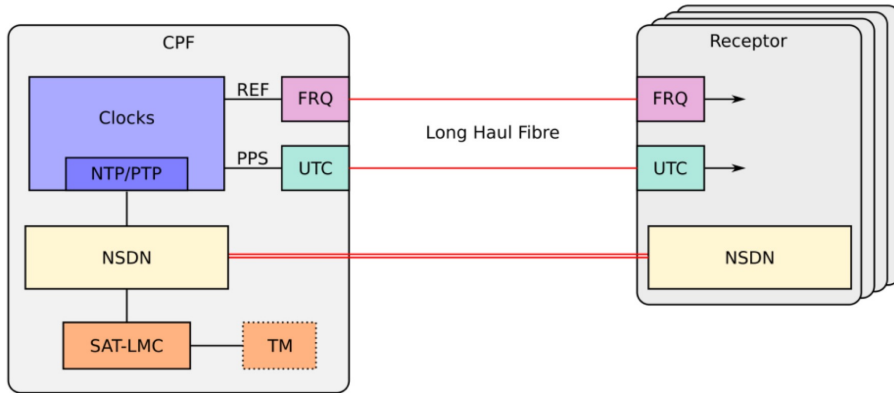 CPF
Receptor
REF
FRQ
FRQ
Clocks
Long Haul Fibre
PPS
UTC
UTC
NTP/PTP
NSDN
NSDN
SAT-LMC
TM